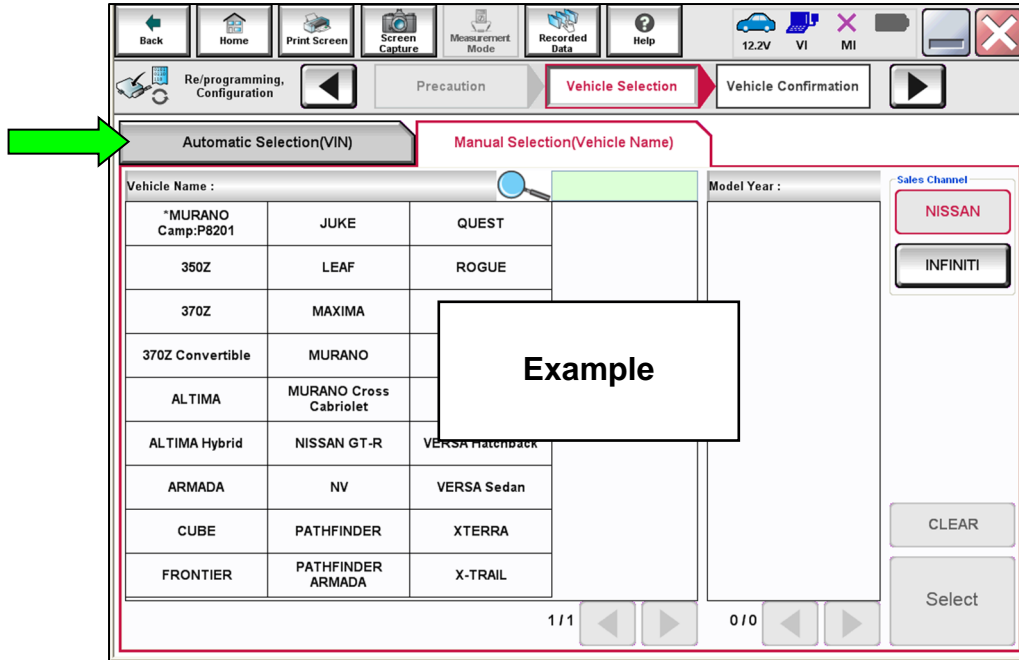 Back
Home
Print Screen
Screen
Capture
Measurement
Mode
Recorded
Data
Help
12.2V
VI
MI
Re/programming,
Configuration
Precaution
Vehicle Selection
Vehicle Confirmation
Automatic Selection(VIN)
Manual Selection(Vehicle Name)
Vehicle Name :
Model Year :
Sales Channel
*MURANO
Camp:P8201
JUKE
QUEST
NISSAN
350Z
LEAF
ROGUE
INFINITI
370Z
MAXIMA
370Z Convertible
MURANO
Example
ALTIMA
MURANO Cross
Cabriolet
ALTIMA Hybrid
NISSAN GT-R
VERSA Hatchback
ARMADA
NV
VERSA Sedan
CUBE
PATHFINDER
XTERRA
CLEAR
FRONTIER
PATHFINDER
ARMADA
X-TRAIL
Select
1/1
0/0